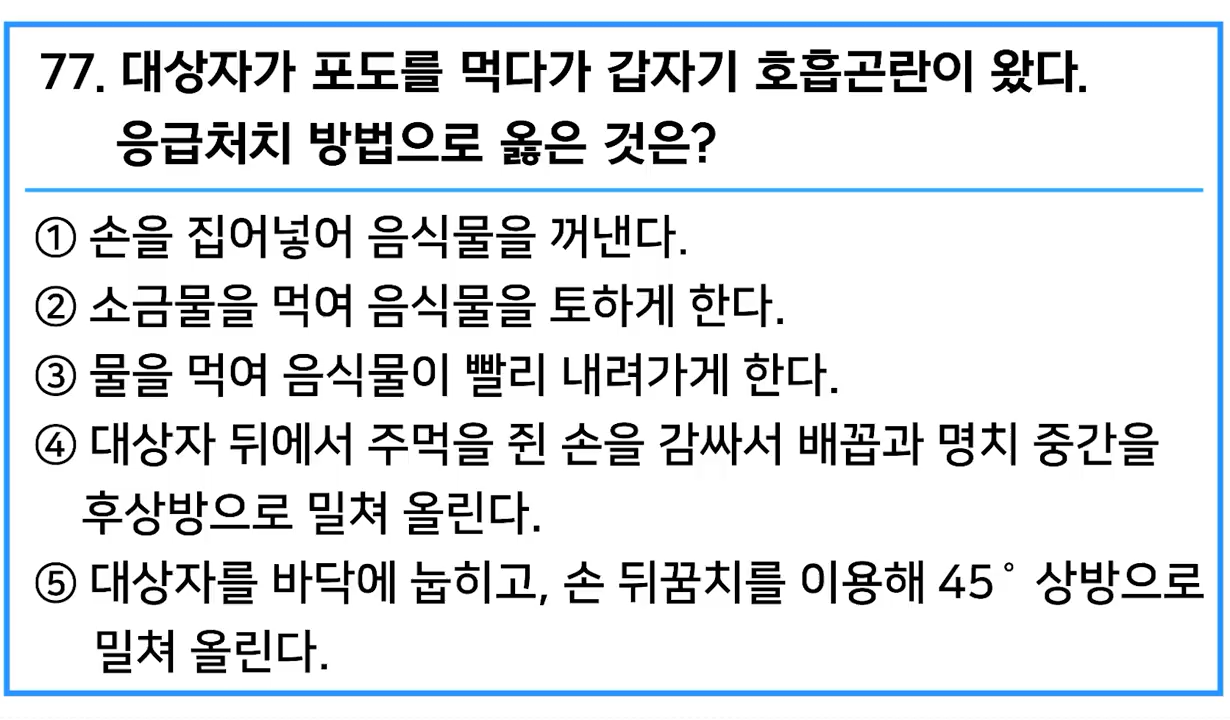 77. 대상자가 포도를 먹다가 갑자기 호흡곤란이 왔다.
응급처치 방법으로 옳은 것은?
① 손을 집어넣어 음식물을 꺼낸다.
② 소금물을 먹여 음식물을 토하게 한다.
③ 물을 먹여 음식물이 빨리 내려가게 한다.
④ 대상자 뒤에서 주먹을 쥔 손을 감싸서 배꼽과 명치 중간을
후상방으로 밀쳐 올린다.
⑤ 대상자를 바닥에 눕히고, 손 뒤꿈치를 이용해 45˚ 상방으로
밀쳐 올린다.